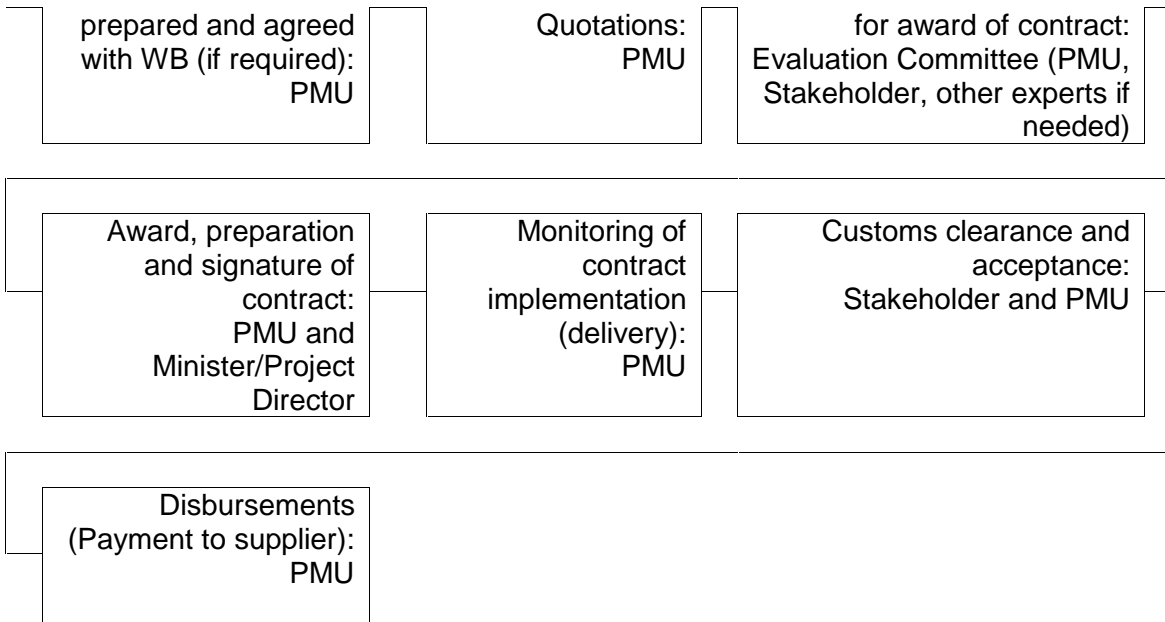 prepared and agreed
with WB (if required):
PMU
Quotations:
PMU
for award of contract:
Evaluation Committee (PMU,
Stakeholder, other experts if
needed)
Award, preparation
and signature of
contract:
PMU and
Minister/Project
Director
Monitoring of
contract
implementation
(delivery):
PMU
Customs clearance and
acceptance:
Stakeholder and PMU
Disbursements
(Payment to supplier):
PMU